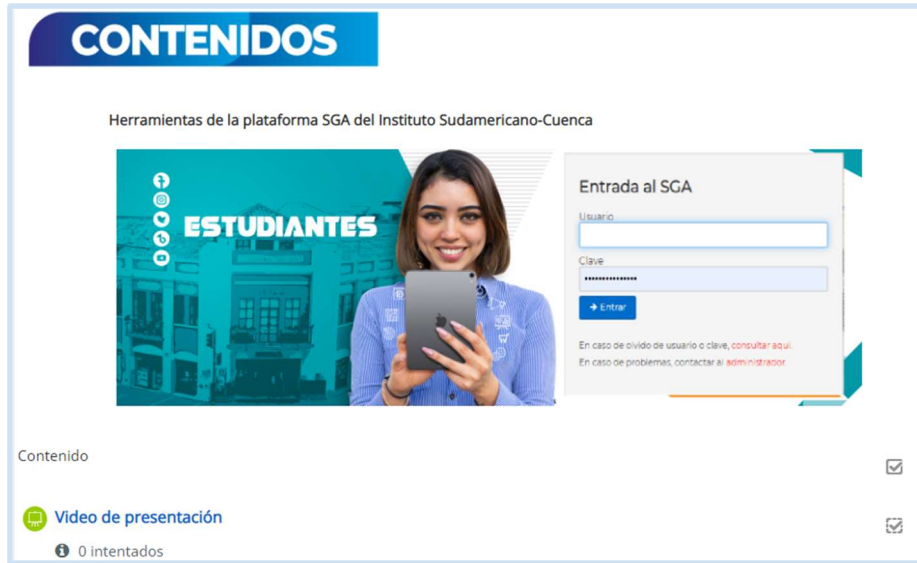 CONTENIDOS
Herramientas de la plataforma SGA del Instituto Sudamericano-Cuenca
ESTUDIANTES
Entrada al SGA
Usuario
Clave
Entrar
En caso de olvido de usuario o clave, consultar aquí.
En caso de problemas, contactar al administrador
Contenido
Video de presentación
0 intentados